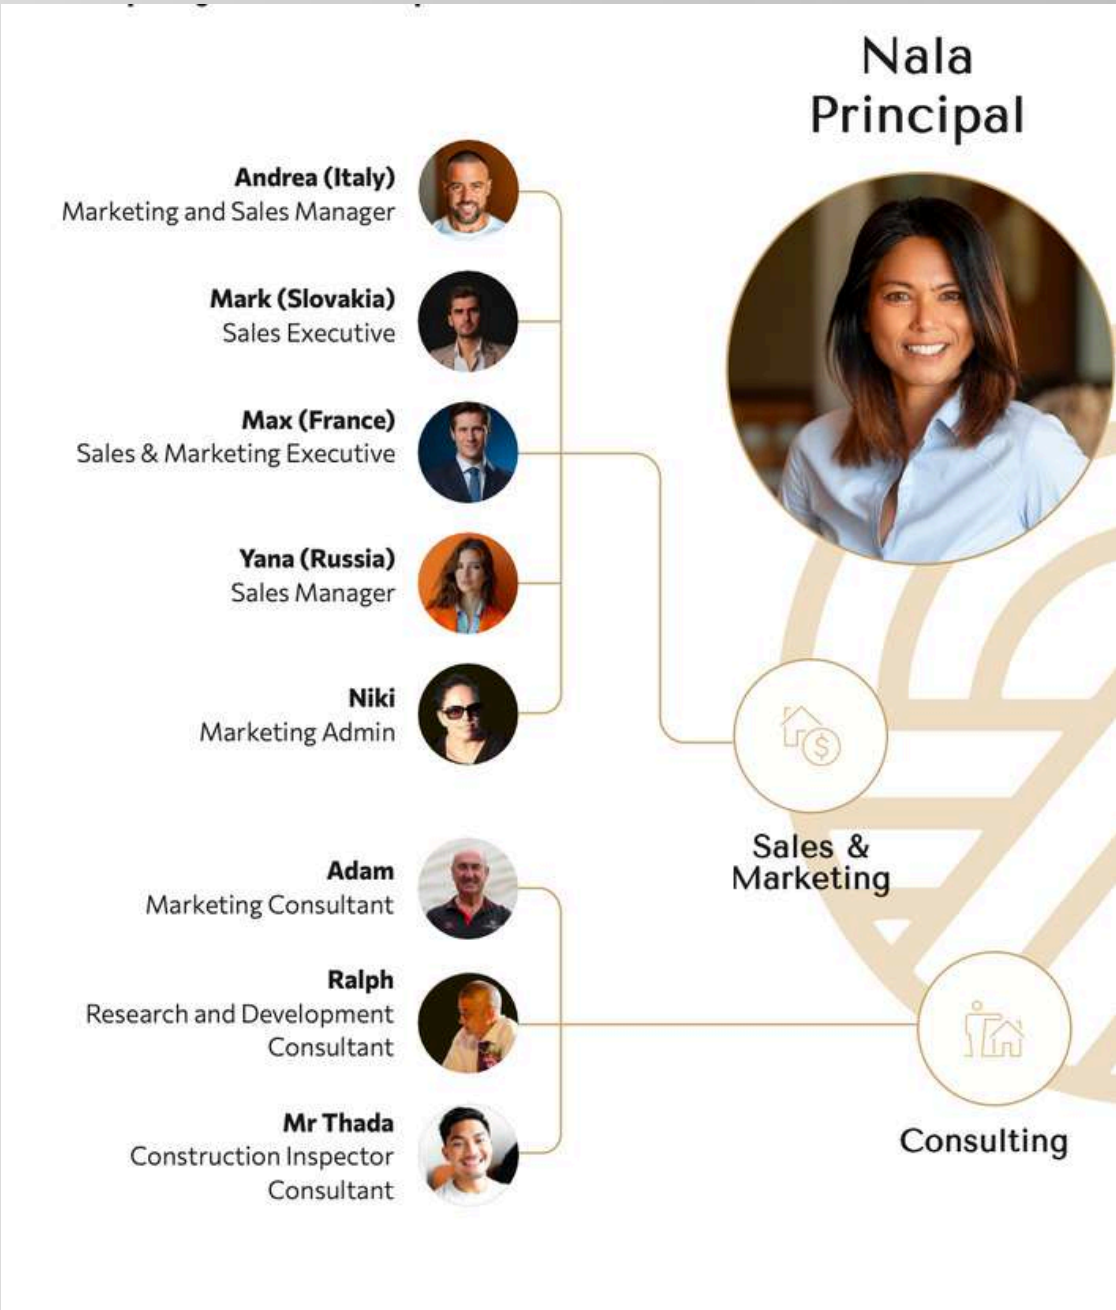 Nala
Principal
Andrea (Italy)
Marketing and Sales Manager
Mark (Slovakia)
Sales Executive
Max (France)
Sales & Marketing Executive
Yana (Russia)
Sales Manager
Niki
Marketing Admin
$
Sales &
Marketing
Adam
Marketing Consultant
Ralph
Research and Development
Consultant
Mr Thada
Construction Inspector
Consultant
Consulting